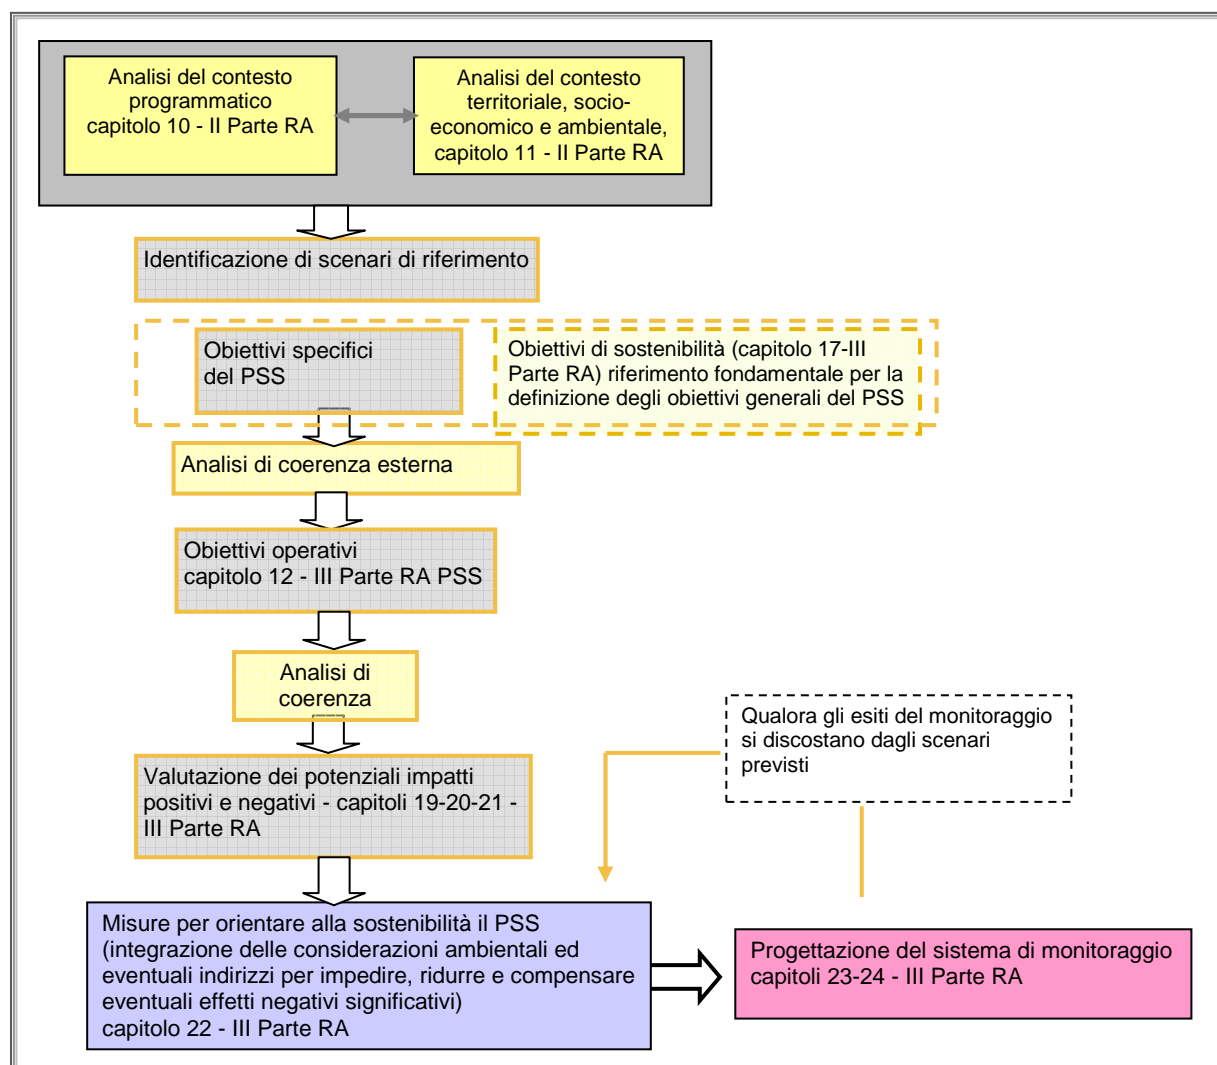 Analisi del contesto
programmatico
capitolo 10 - II Parte RA
Analisi del contesto
territoriale, socio-
economico e ambientale,
capitolo 11 - II Parte RA
Identificazione di scenari di riferimento
Obiettivi specifici
del PSS
Obiettivi di sostenibilità (capitolo 17-III
Parte RA) riferimento fondamentale per la
definizione degli obiettivi generali del PSS
Analisi di coerenza esterna
Obiettivi operativi
capitolo 12 - III Parte RA PSS
Analisi di
coerenza
Qualora gli esiti del monitoraggio
si discostano dagli scenari
previsti
Valutazione dei potenziali impatti
positivi e negativi - capitoli 19-20-21 -
III Parte RA
Misure per orientare alla sostenibilità il PSS
(integrazione delle considerazioni ambientali ed
eventuali indirizzi per impedire, ridurre e compensare
eventuali effetti negativi significativi)
capitolo 22 - III Parte RA
Progettazione del sistema di monitoraggio
capitoli 23-24 - III Parte RA